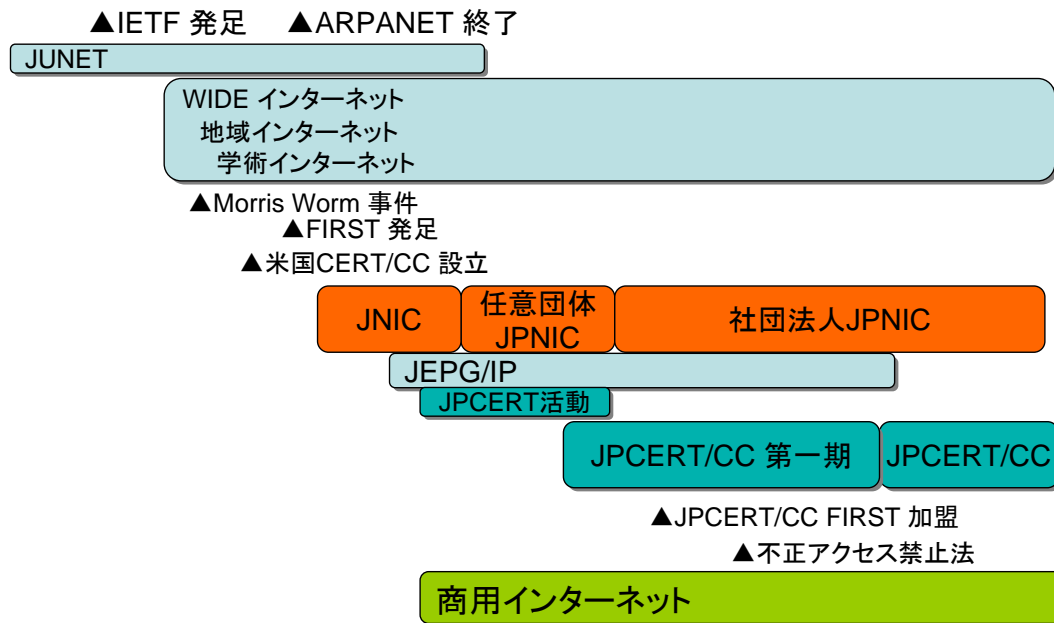 ▲IETF 発足 ▲ARPANET 終了
JUNET
WIDE インターネット
地域インターネット
学術インターネット
▲Morris Worm 事件
▲FIRST 発足
▲米国CERT/CC 設立
JNIC
任意団体
JPNIC
社団法人JPNIC
JEPG/IP
JPCERT活動
JPCERT/CC 第一期
JPCERT/CC
▲JPCERT/CC FIRST 加盟
▲不正アクセス禁止法
商用インターネット